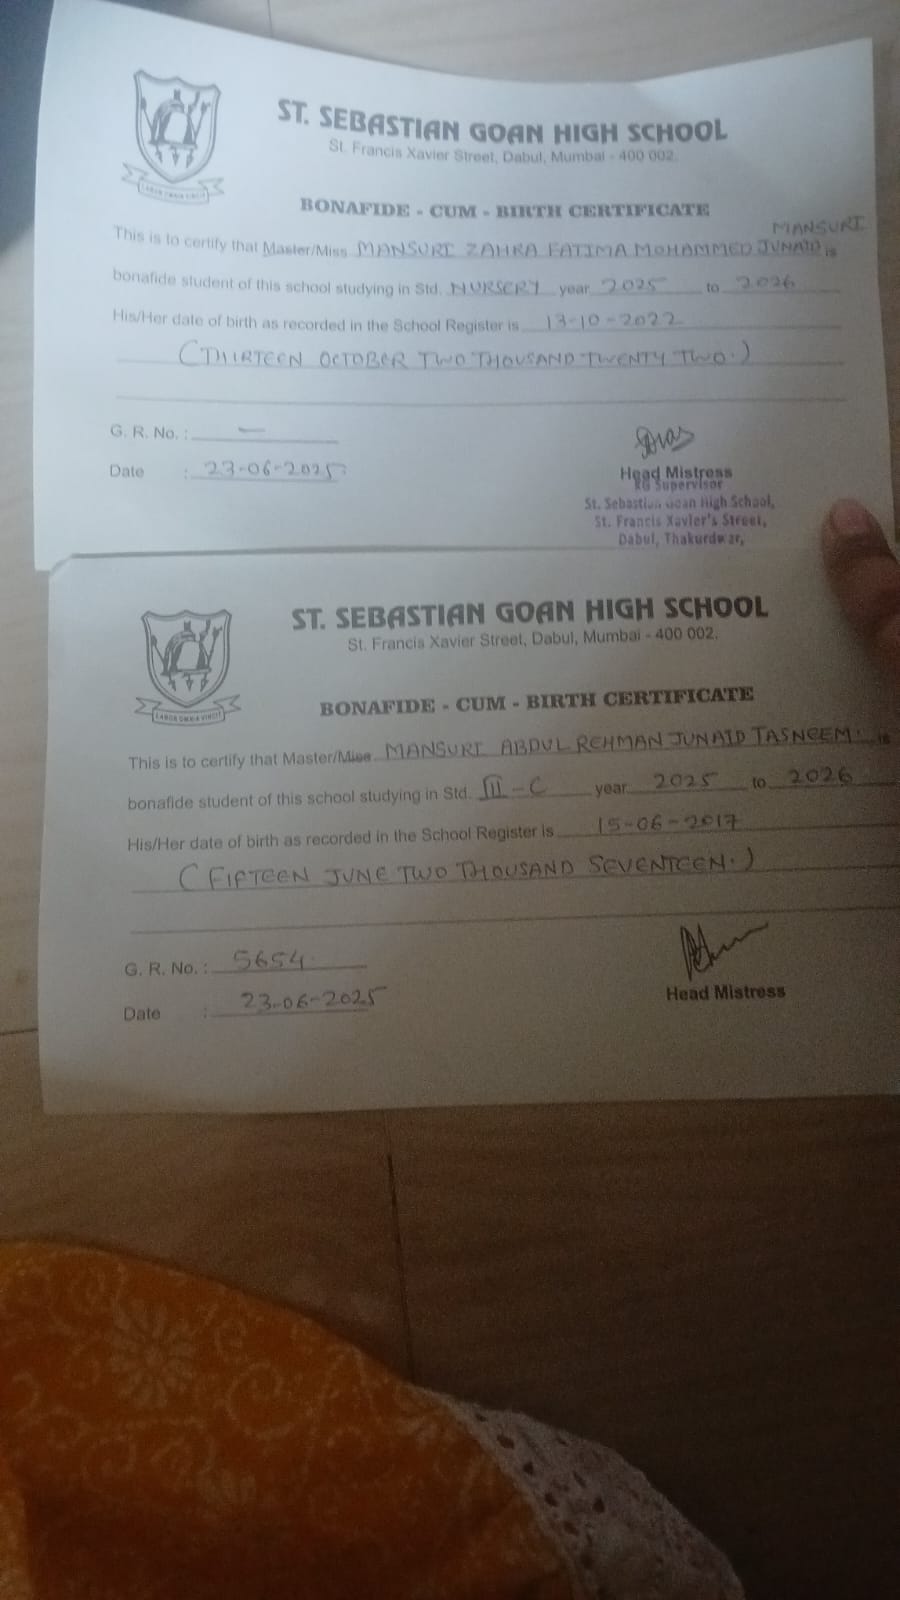 ST. SEBASTIAN GOAN HIGH SCHOOL
St. Francis Xavier Street, Dabul, Mumbai - 400 002.
BONAFIDE - CUM - BIRTH CERTIFICATE
MANSURI
This is to certify that Master/Miss MANSURI ZAHRA FATIMA MOHAMMED JUNAID is
bonafide student of this school studying in Std. NURSERY year 2025 to 2026
His/Her date of birth as recorded in the School Register is 13-10-2022
(THIRTEEN OCTOBER TWO THOUSAND TWENTY TWO.)
G. R. No. : —
Date : 23-06-2025
Head Mistress
KG Supervisor
St. Sebastian Goan High School,
St. Francis Xavier's Street,
Dabul, Thakurdwar,
ST. SEBASTIAN GOAN HIGH SCHOOL
St. Francis Xavier Street, Dabul, Mumbai - 400 002.
LABOR OMNIA VINCIT
BONAFIDE - CUM - BIRTH CERTIFICATE
This is to certify that Master/Miss MANSURI ABDUL REHMAN JUNAID TASNEEM. is
bonafide student of this school studying in Std. III - C year 2025 to 2026
His/Her date of birth as recorded in the School Register is 15-06-2017
(FIFTEEN JUNE TWO THOUSAND SEVENTEEN.)
G. R. No. : 5654.
Date : 23-06-2025
Head Mistress